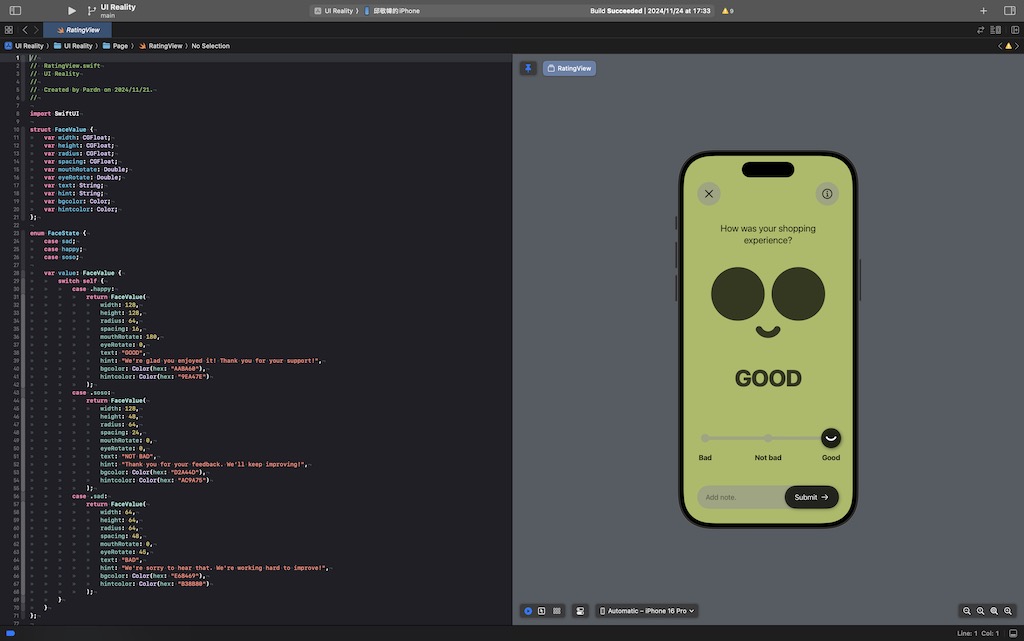 UI Reality
main
UI Reality 〉 邱敬幃的iPhone
Build Succeeded | 2024/11/24 at 17:33
9
RatingView
UI Reality 〉 UI Reality 〉 Page 〉 RatingView 〉 No Selection
1 //
2 // RatingView.swift
3 // UI Reality
4 //
5 // Created by Pardn on 2024/11/21.
6 //
7
8 import SwiftUI
9
10 struct FaceValue {
11 var width: CGFloat;
12 var height: CGFloat;
13 var radius: CGFloat;
14 var spacing: CGFloat;
15 var mouthRotate: Double;
16 var eyeRotate: Double;
17 var text: String;
18 var hint: String;
19 var bgcolor: Color;
20 var hintcolor: Color;
21 };
22
23 enum FaceState {
24 case sad;
25 case happy;
26 case soso;
27
28 var value: FaceValue {
29 switch self {
30 case .happy:
31 return FaceValue(
32 width: 128,
33 height: 128,
34 radius: 64,
35 spacing: 16,
36 mouthRotate: 180,
37 eyeRotate: 0,
38 text: "GOOD",
39 hint: "We're glad you enjoyed it! Thank you for your support!",
40 bgcolor: Color(hex: "AABA60"),
41 hintcolor: Color(hex: "9EA47E")
42 );
43 case .soso:
44 return FaceValue(
45 width: 128,
46 height: 48,
47 radius: 64,
48 spacing: 24,
49 mouthRotate: 0,
50 eyeRotate: 0,
51 text: "NOT BAD",
52 hint: "Thank you for your feedback. We'll keep improving!",
53 bgcolor: Color(hex: "D2A44D"),
54 hintcolor: Color(hex: "AC9A75")
55 );
56 case .sad:
57 return FaceValue(
58 width: 64,
59 height: 64,
60 radius: 64,
61 spacing: 48,
62 mouthRotate: 0,
63 eyeRotate: 45,
64 text: "BAD",
65 hint: "We're sorry to hear that. We're working hard to improve!",
66 bgcolor: Color(hex: "E68469"),
67 hintcolor: Color(hex: "B38B80")
68 );
69 }
70 }
71 };
RatingView
How was your shopping
experience?
GOOD
Bad Not bad Good
Add note.
Submit →
Automatic – iPhone 16 Pro
Line: 1 Col: 1